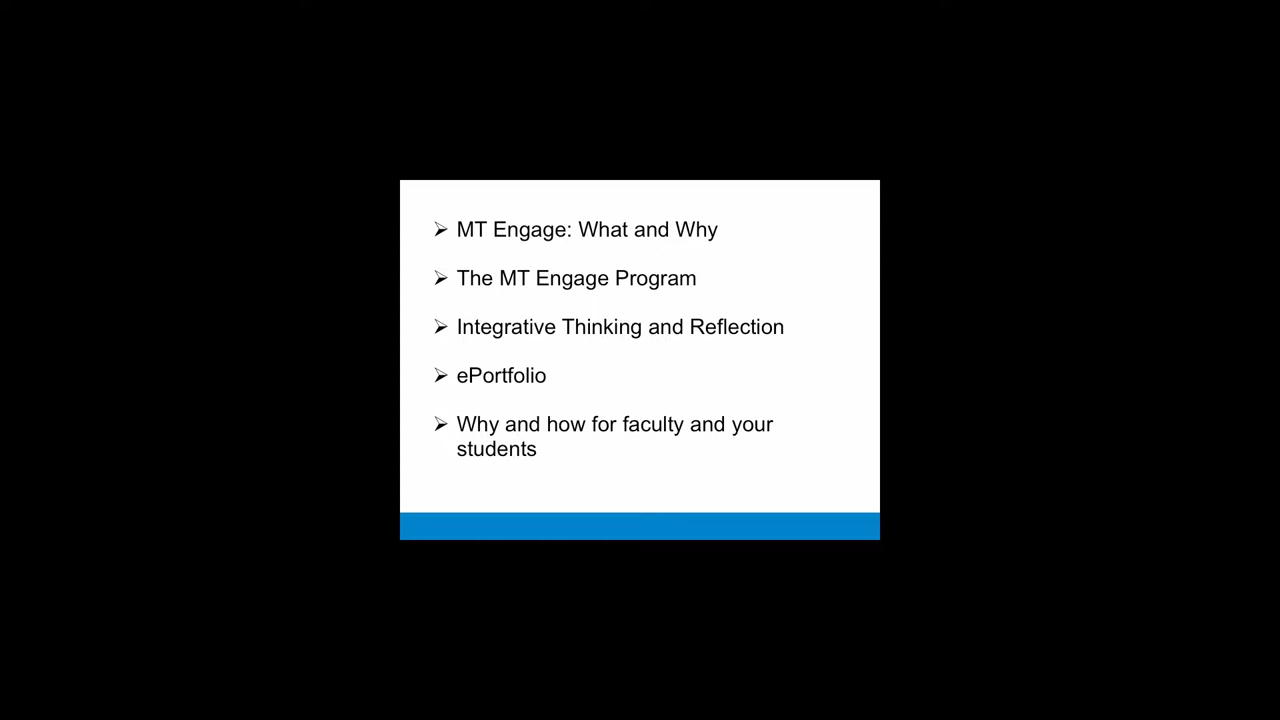 ➢ MT Engage: What and Why
➢ The MT Engage Program
➢ Integrative Thinking and Reflection
➢ ePortfolio
➢ Why and how for faculty and your
students